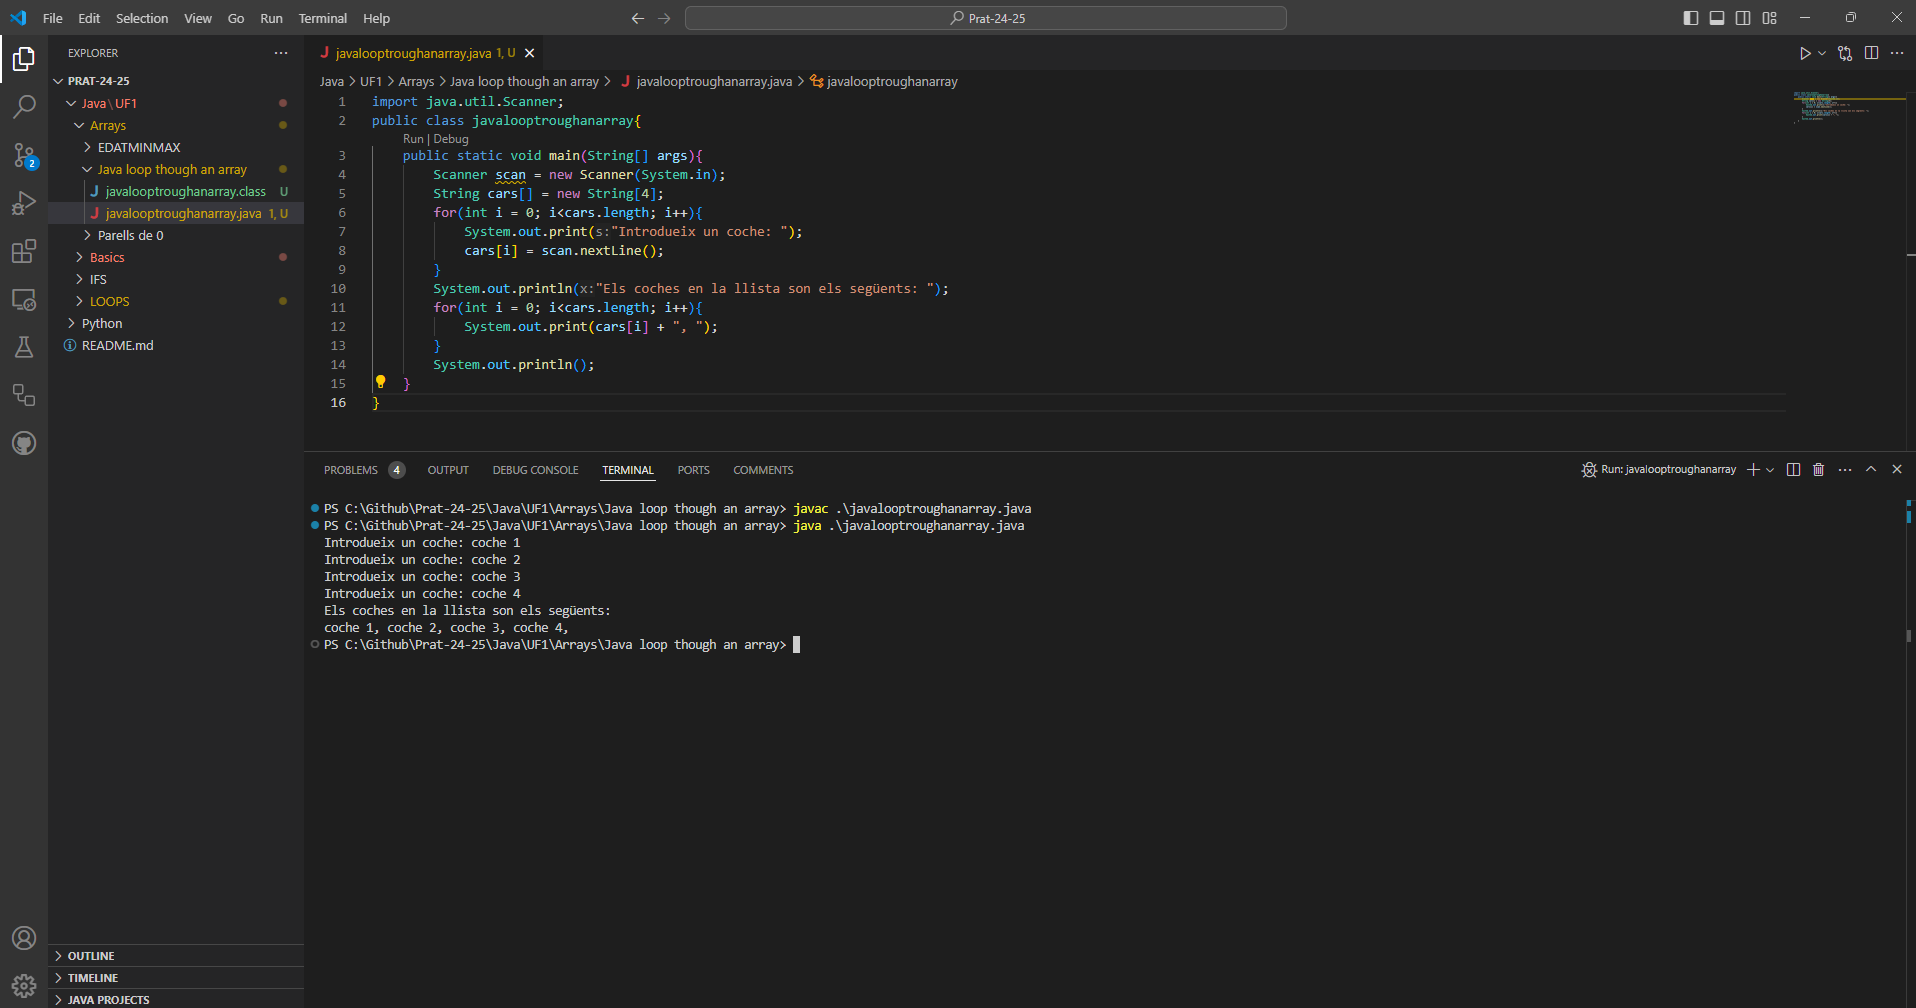 File Edit Selection View Go Run Terminal Help
Prat-24-25
EXPLORER
PRAT-24-25
Java\UF1
Arrays
EDATMINMAX
Java loop though an array
javalooptroughanarray.class U
javalooptroughanarray.java 1, U
Parells de 0
Basics
IFS
LOOPS
Python
README.md
2
OUTLINE
TIMELINE
JAVA PROJECTS
javalooptroughanarray.java 1, U
Java > UF1 > Arrays > Java loop though an array > javalooptroughanarray.java > javalooptroughanarray
1 import java.util.Scanner;
2 public class javalooptroughanarray{
Run | Debug
3 public static void main(String[] args){
4 Scanner scan = new Scanner(System.in);
5 String cars[] = new String[4];
6 for(int i = 0; i<cars.length; i++){
7 System.out.print(s:"Introdueix un coche: ");
8 cars[i] = scan.nextLine();
9 }
10 System.out.println(x:"Els coches en la llista son els següents: ");
11 for(int i = 0; i<cars.length; i++){
12 System.out.print(cars[i] + ", ");
13 }
14 System.out.println();
15 }
16 }
PROBLEMS 4 OUTPUT DEBUG CONSOLE TERMINAL PORTS COMMENTS
Run: javalooptroughanarray
PS C:\Github\Prat-24-25\Java\UF1\Arrays\Java loop though an array> javac .\javalooptroughanarray.java
PS C:\Github\Prat-24-25\Java\UF1\Arrays\Java loop though an array> java .\javalooptroughanarray.java
Introdueix un coche: coche 1
Introdueix un coche: coche 2
Introdueix un coche: coche 3
Introdueix un coche: coche 4
Els coches en la llista son els següents:
coche 1, coche 2, coche 3, coche 4,
PS C:\Github\Prat-24-25\Java\UF1\Arrays\Java loop though an array>